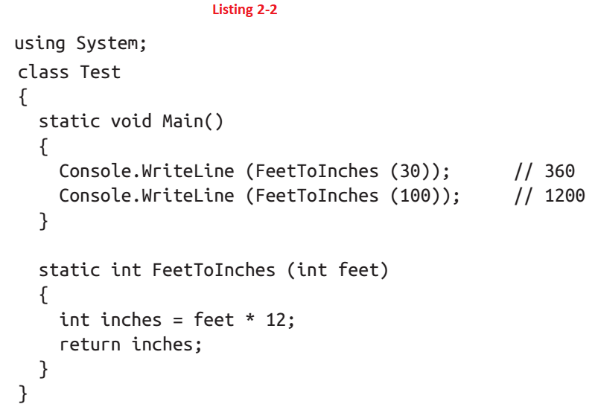 Listing 2-2
using System;
class Test
{
  static void Main()
  {
    Console.WriteLine (FeetToInches (30));      // 360
    Console.WriteLine (FeetToInches (100));     // 1200
  }

  static int FeetToInches (int feet)
  {
    int inches = feet * 12;
    return inches;
  }
}